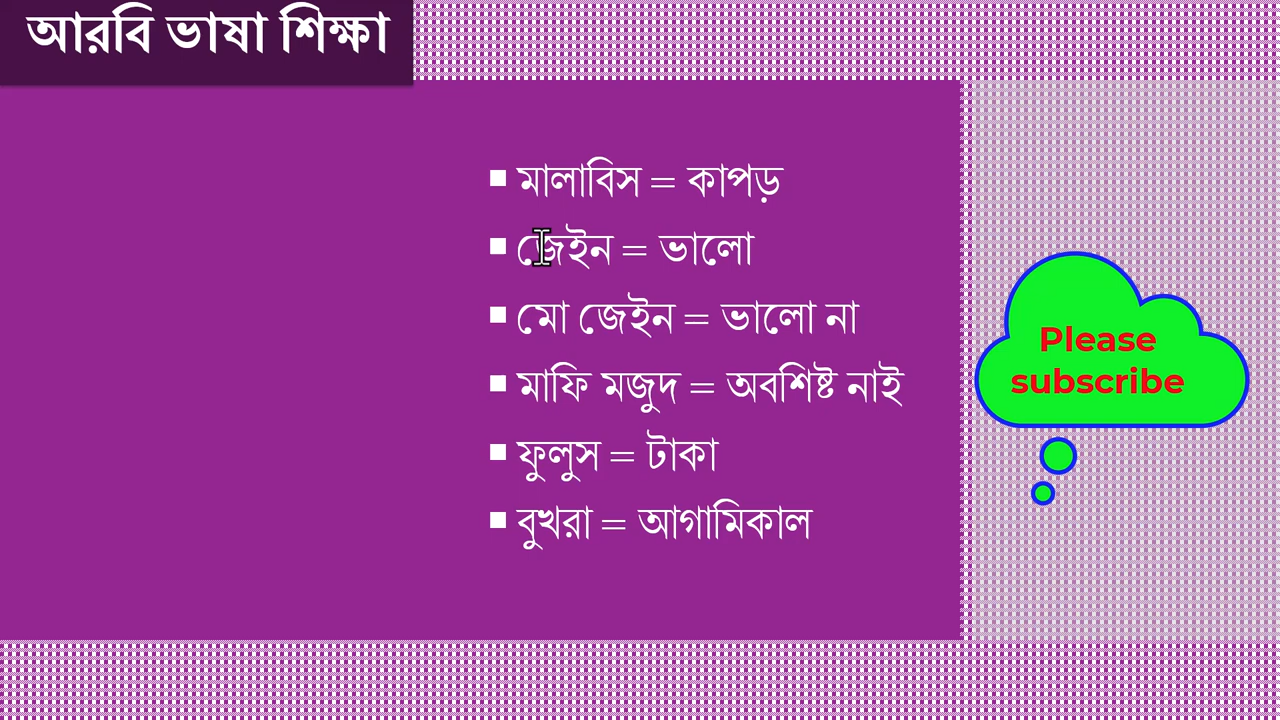 আরবি ভাষা শিক্ষা
মালাবিস = কাপড়
জেইন = ভালো
মো জেইন = ভালো না
মাফি মজুদ = অবশিষ্ট নাই
ফুলুস = টাকা
বুখরা = আগামিকাল
Please
subscribe